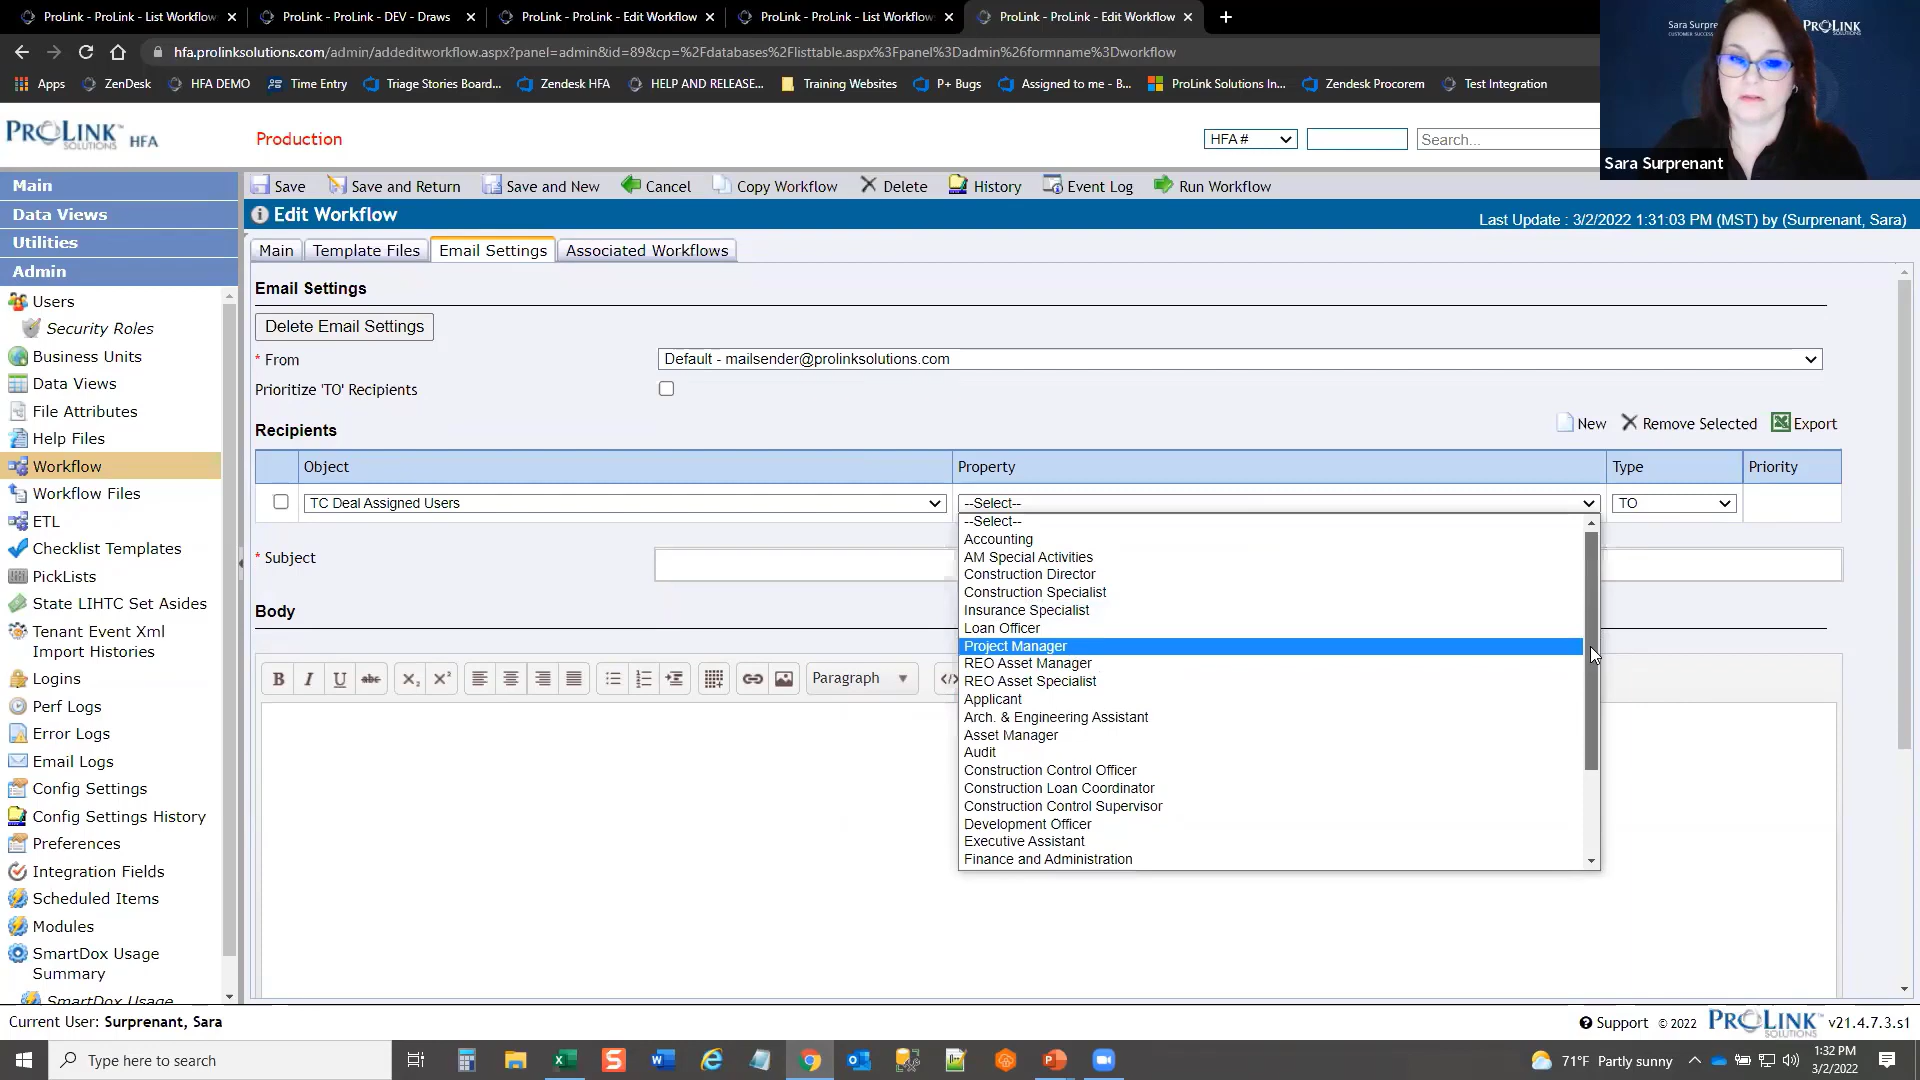 ProLink - ProLink - List Workflow
ProLink - ProLink - DEV - Draws
ProLink - ProLink - Edit Workflow
ProLink - ProLink - List Workflow
ProLink - ProLink - Edit Workflow
hfa.prolinksolutions.com/admin/addeditworkflow.aspx?panel=admin&id=89&cp=%2Fdatabases%2Flisttable.aspx%3Fpanel%3Dadmin%26formname%3Dworkflow
Apps
ZenDesk
HFA DEMO
Time Entry
Triage Stories Board...
Zendesk HFA
HELP AND RELEASE...
Training Websites
P+ Bugs
Assigned to me - B...
ProLink Solutions In...
Zendesk Procorem
Test Integration
Sara Surpre
CUSTOMER SUCCESS
PROLINK
SOLUTIONS
Sara Surprenant
PROLINK HFA
SOLUTIONS
Production
HFA #
Search...
Main
Data Views
Utilities
Admin
Users
Security Roles
Business Units
Data Views
File Attributes
Help Files
Workflow
Workflow Files
ETL
Checklist Templates
PickLists
State LIHTC Set Asides
Tenant Event Xml
Import Histories
Logins
Perf Logs
Error Logs
Email Logs
Config Settings
Config Settings History
Preferences
Integration Fields
Scheduled Items
Modules
SmartDox Usage
Summary
SmartDox Usage
Save
Save and Return
Save and New
Cancel
Copy Workflow
Delete
History
Event Log
Run Workflow
Edit Workflow
Last Update : 3/2/2022 1:31:03 PM (MST) by (Surprenant, Sara)
Main
Template Files
Email Settings
Associated Workflows
Email Settings
Delete Email Settings
* From
Default - mailsender@prolinksolutions.com
Prioritize 'TO' Recipients
Recipients
New
Remove Selected
Export
Object
Property
Type
Priority
TC Deal Assigned Users
--Select--
TO
--Select--
Accounting
AM Special Activities
Construction Director
Construction Specialist
Insurance Specialist
Loan Officer
Project Manager
REO Asset Manager
REO Asset Specialist
Applicant
Arch. & Engineering Assistant
Asset Manager
Audit
Construction Control Officer
Construction Loan Coordinator
Construction Control Supervisor
Development Officer
Executive Assistant
Finance and Administration
* Subject
Body
B I U abc X₂ X²
Paragraph
Current User: Surprenant, Sara
Support
© 2022
PROLINK
SOLUTIONS
v21.4.7.3.s1
Type here to search
71°F Partly sunny
1:32 PM
3/2/2022